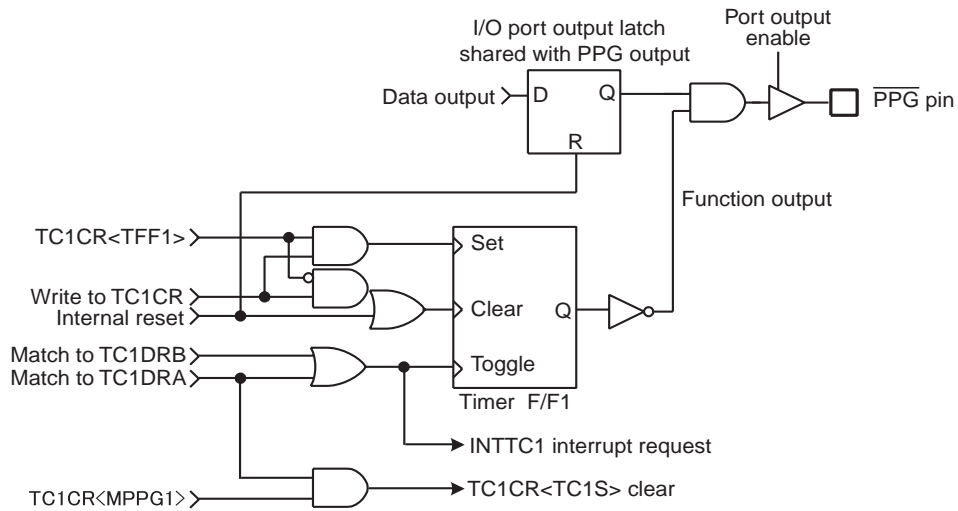 I/O port output latch
shared with PPG output
Port output
enable
Data output
D
Q
R
PPG pin
Function output
TC1CR<TFF1>
Set
Write to TC1CR
Internal reset
Clear
Q
Match to TC1DRB
Match to TC1DRA
Toggle
Timer F/F1
INTTC1 interrupt request
TC1CR<MPPG1>
TC1CR<TC1S> clear